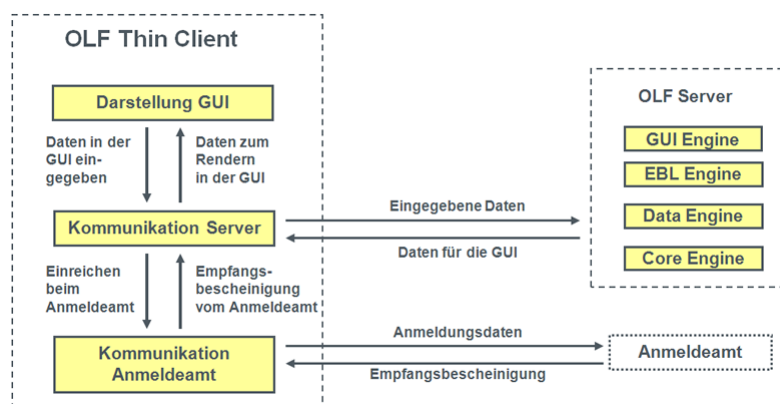 OLF Thin Client
Darstellung GUI
Daten in der
GUI ein-
gegeben
Daten zum
Rendern
in der GUI
Kommunikation Server
Einreichen
beim
Anmeldeamt
Empfangs-
bescheinigung
vom Anmeldeamt
Kommunikation
Anmeldeamt
Eingegebene Daten
Daten für die GUI
Anmeldungsdaten
Empfangsbescheinigung
OLF Server
GUI Engine
EBL Engine
Data Engine
Core Engine
Anmeldeamt